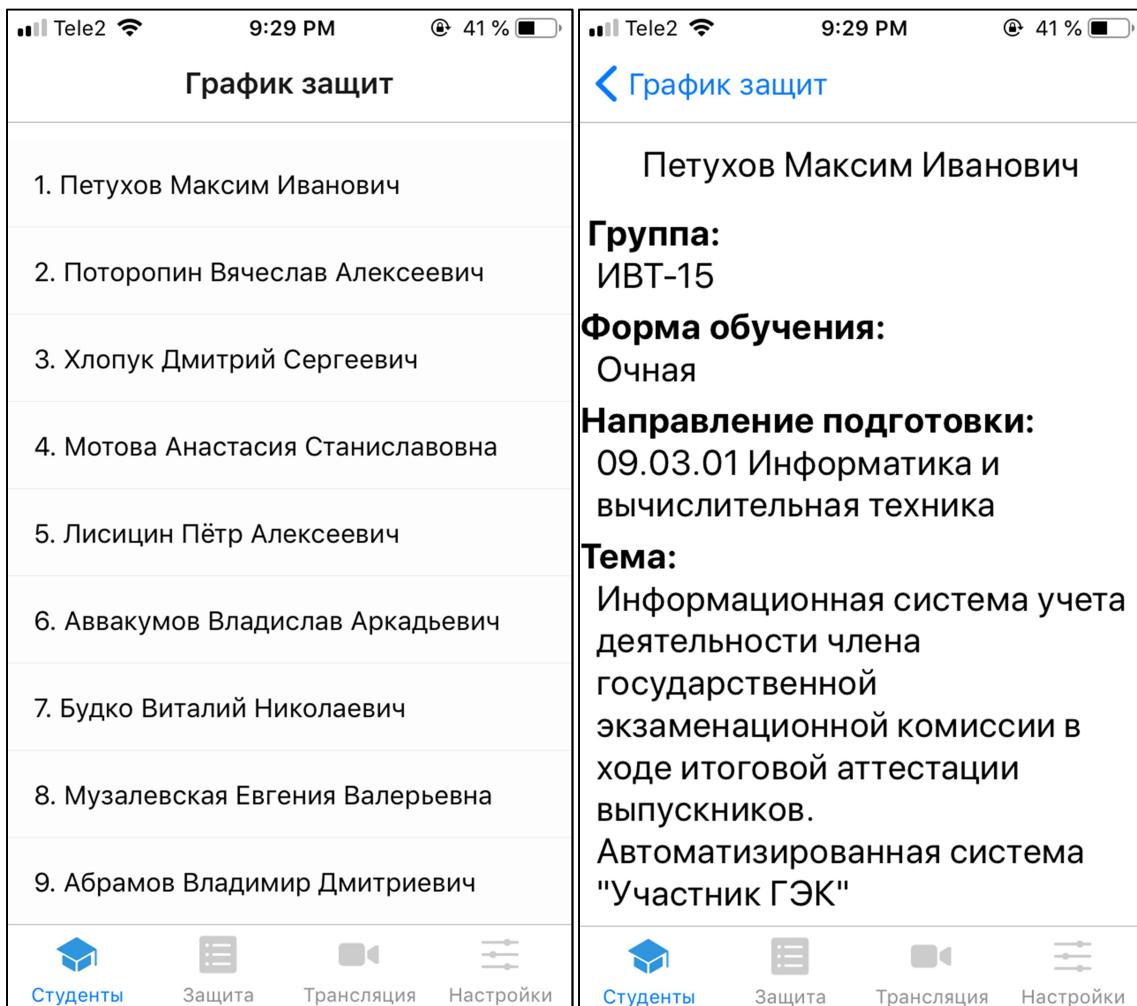 Tele2 9:29 PM 41 %
График защит
1. Петухов Максим Иванович
2. Поторопин Вячеслав Алексеевич
3. Хлопук Дмитрий Сергеевич
4. Мотова Анастасия Станиславовна
5. Лисицин Пётр Алексеевич
6. Аввакумов Владислав Аркадьевич
7. Будко Виталий Николаевич
8. Музалевская Евгения Валерьевна
9. Абрамов Владимир Дмитриевич
Студенты Защита Трансляция Настройки
Tele2 9:29 PM 41 %
График защит
Петухов Максим Иванович
Группа:
ИВТ-15
Форма обучения:
Очная
Направление подготовки:
09.03.01 Информатика и
вычислительная техника
Тема:
Информационная система учета
деятельности члена
государственной
экзаменационной комиссии в
ходе итоговой аттестации
выпускников.
Автоматизированная система
"Участник ГЭК"
Студенты Защита Трансляция Настройки